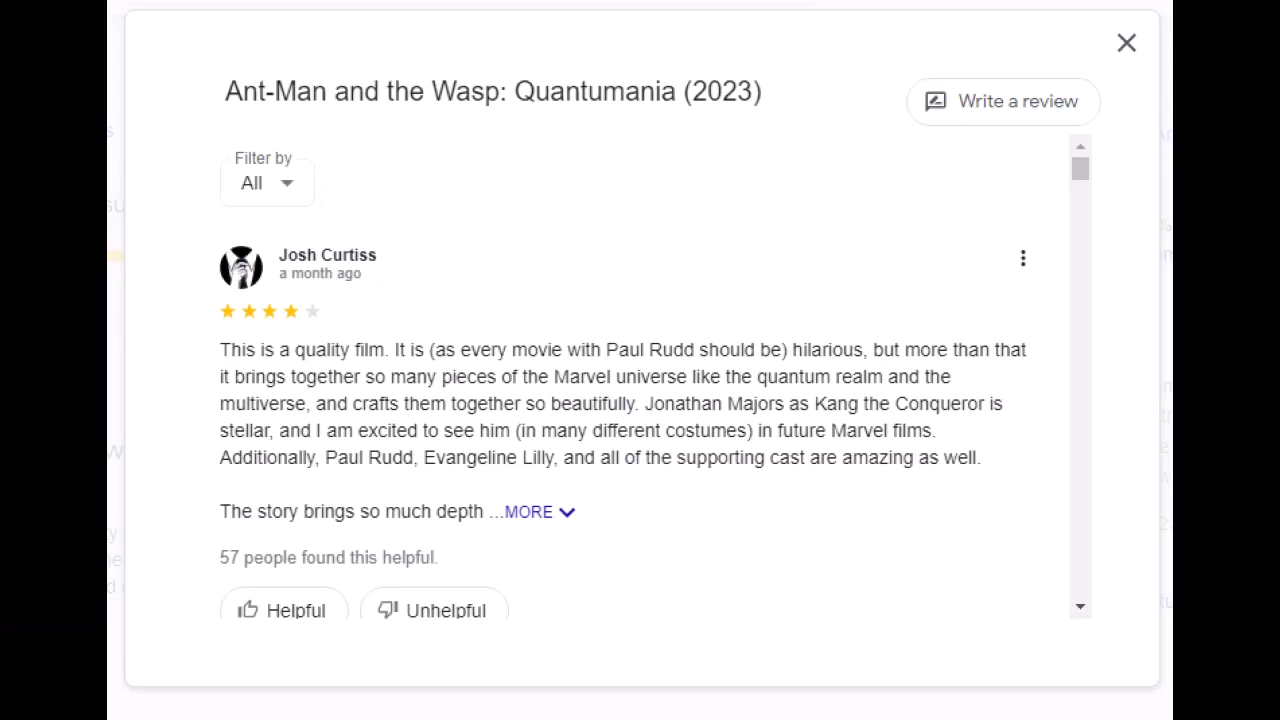 Ant-Man and the Wasp: Quantumania (2023)
Write a review
Filter by
All
Josh Curtiss
a month ago
This is a quality film. It is (as every movie with Paul Rudd should be) hilarious, but more than that
it brings together so many pieces of the Marvel universe like the quantum realm and the
multiverse, and crafts them together so beautifully. Jonathan Majors as Kang the Conqueror is
stellar, and I am excited to see him (in many different costumes) in future Marvel films.
Additionally, Paul Rudd, Evangeline Lilly, and all of the supporting cast are amazing as well.
The story brings so much depth ...MORE
57 people found this helpful.
Helpful
Unhelpful